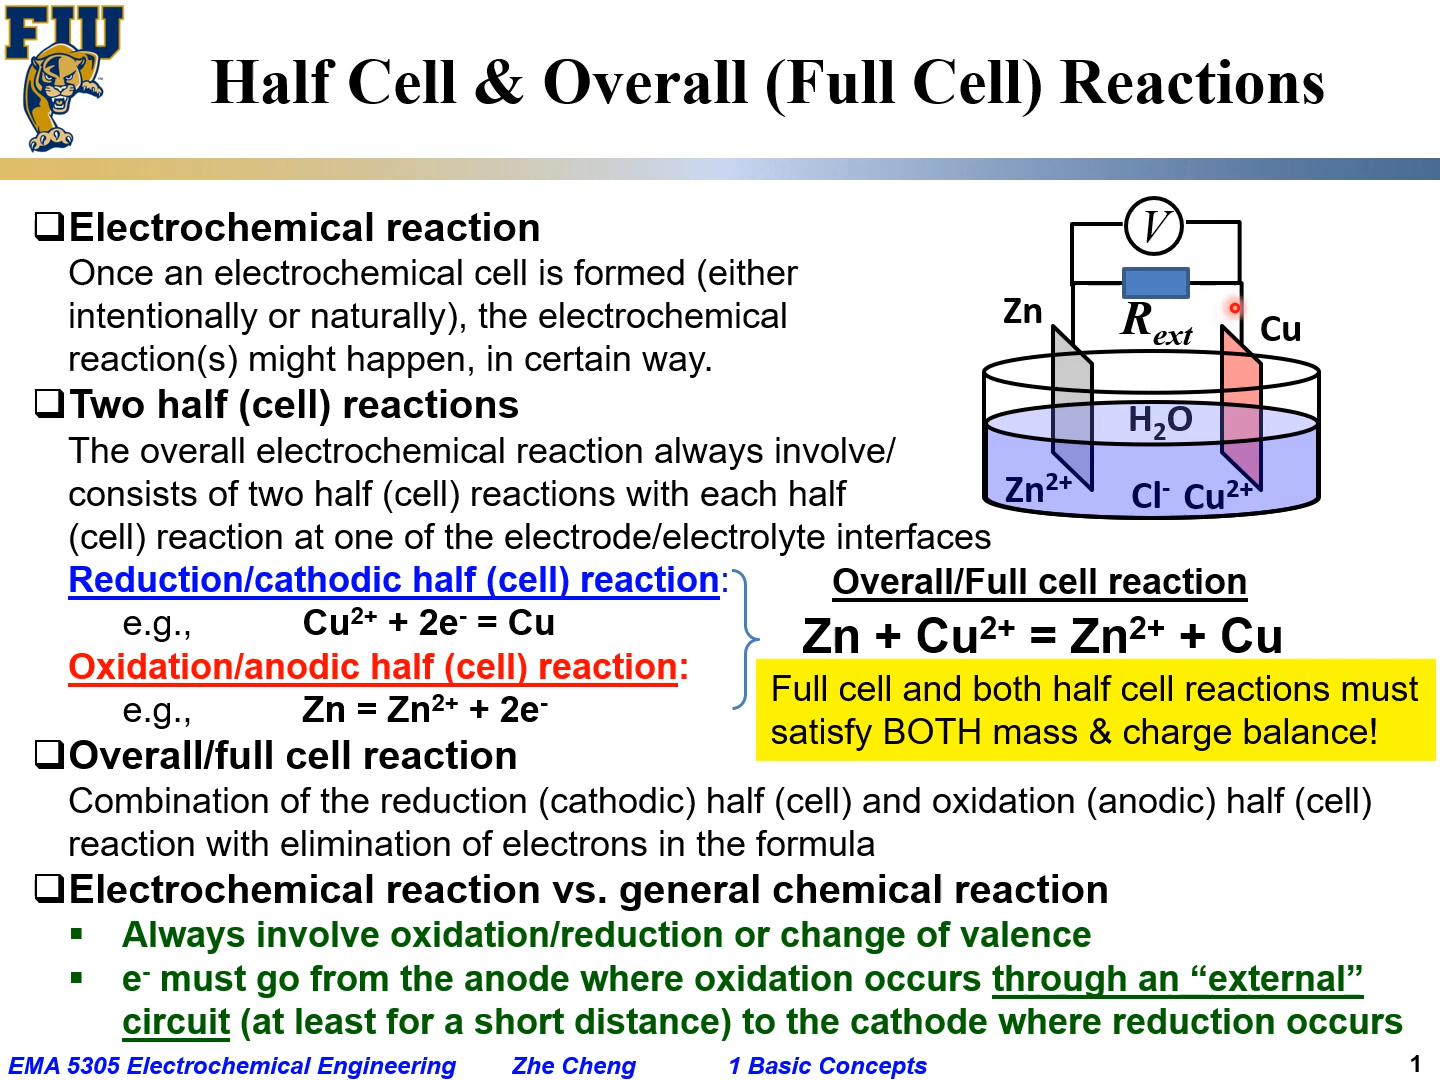 FIU
Half Cell & Overall (Full Cell) Reactions
❑Electrochemical reaction
Once an electrochemical cell is formed (either
intentionally or naturally), the electrochemical
reaction(s) might happen, in certain way.
❑Two half (cell) reactions
The overall electrochemical reaction always involve/
consists of two half (cell) reactions with each half
(cell) reaction at one of the electrode/electrolyte interfaces
Reduction/cathodic half (cell) reaction:
e.g., Cu²⁺ + 2e⁻ = Cu
Oxidation/anodic half (cell) reaction:
e.g., Zn = Zn²⁺ + 2e⁻
V
R_ext
Zn
Cu
H₂O
Zn²⁺ Cl⁻ Cu²⁺
Overall/Full cell reaction
Zn + Cu²⁺ = Zn²⁺ + Cu
Full cell and both half cell reactions must
satisfy BOTH mass & charge balance!
❑Overall/full cell reaction
Combination of the reduction (cathodic) half (cell) and oxidation (anodic) half (cell)
reaction with elimination of electrons in the formula
❑Electrochemical reaction vs. general chemical reaction
▪ Always involve oxidation/reduction or change of valence
▪ e⁻ must go from the anode where oxidation occurs through an “external”
circuit (at least for a short distance) to the cathode where reduction occurs
EMA 5305 Electrochemical Engineering Zhe Cheng 1 Basic Concepts 1